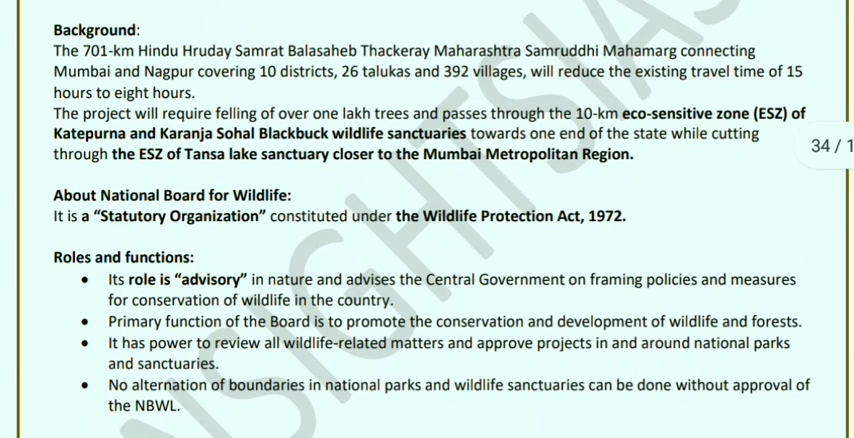 Background:
The 701-km Hindu Hruday Samrat Balasaheb Thackeray Maharashtra Samruddhi Mahamarg connecting
Mumbai and Nagpur covering 10 districts, 26 talukas and 392 villages, will reduce the existing travel time of 15
hours to eight hours.
The project will require felling of over one lakh trees and passes through the 10-km eco-sensitive zone (ESZ) of
Katepurna and Karanja Sohal Blackbuck wildlife sanctuaries towards one end of the state while cutting
through the ESZ of Tansa lake sanctuary closer to the Mumbai Metropolitan Region.
34 / 1
About National Board for Wildlife:
It is a “Statutory Organization” constituted under the Wildlife Protection Act, 1972.
Roles and functions:
• Its role is “advisory” in nature and advises the Central Government on framing policies and measures
for conservation of wildlife in the country.
• Primary function of the Board is to promote the conservation and development of wildlife and forests.
• It has power to review all wildlife-related matters and approve projects in and around national parks
and sanctuaries.
• No alternation of boundaries in national parks and wildlife sanctuaries can be done without approval of
the NBWL.
NSIGHTSIAS